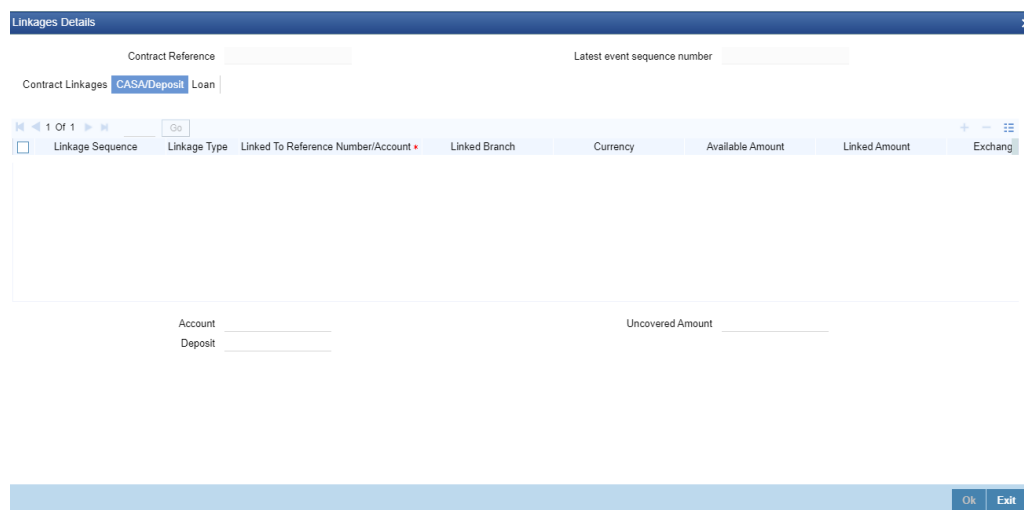 Linkages Details
Contract Reference Latest event sequence number
Contract Linkages CASA/Deposit Loan
1 Of 1 Go
Linkage Sequence Linkage Type Linked To Reference Number/Account * Linked Branch Currency Available Amount Linked Amount Exchang
Account Uncovered Amount
Deposit
Ok Exit